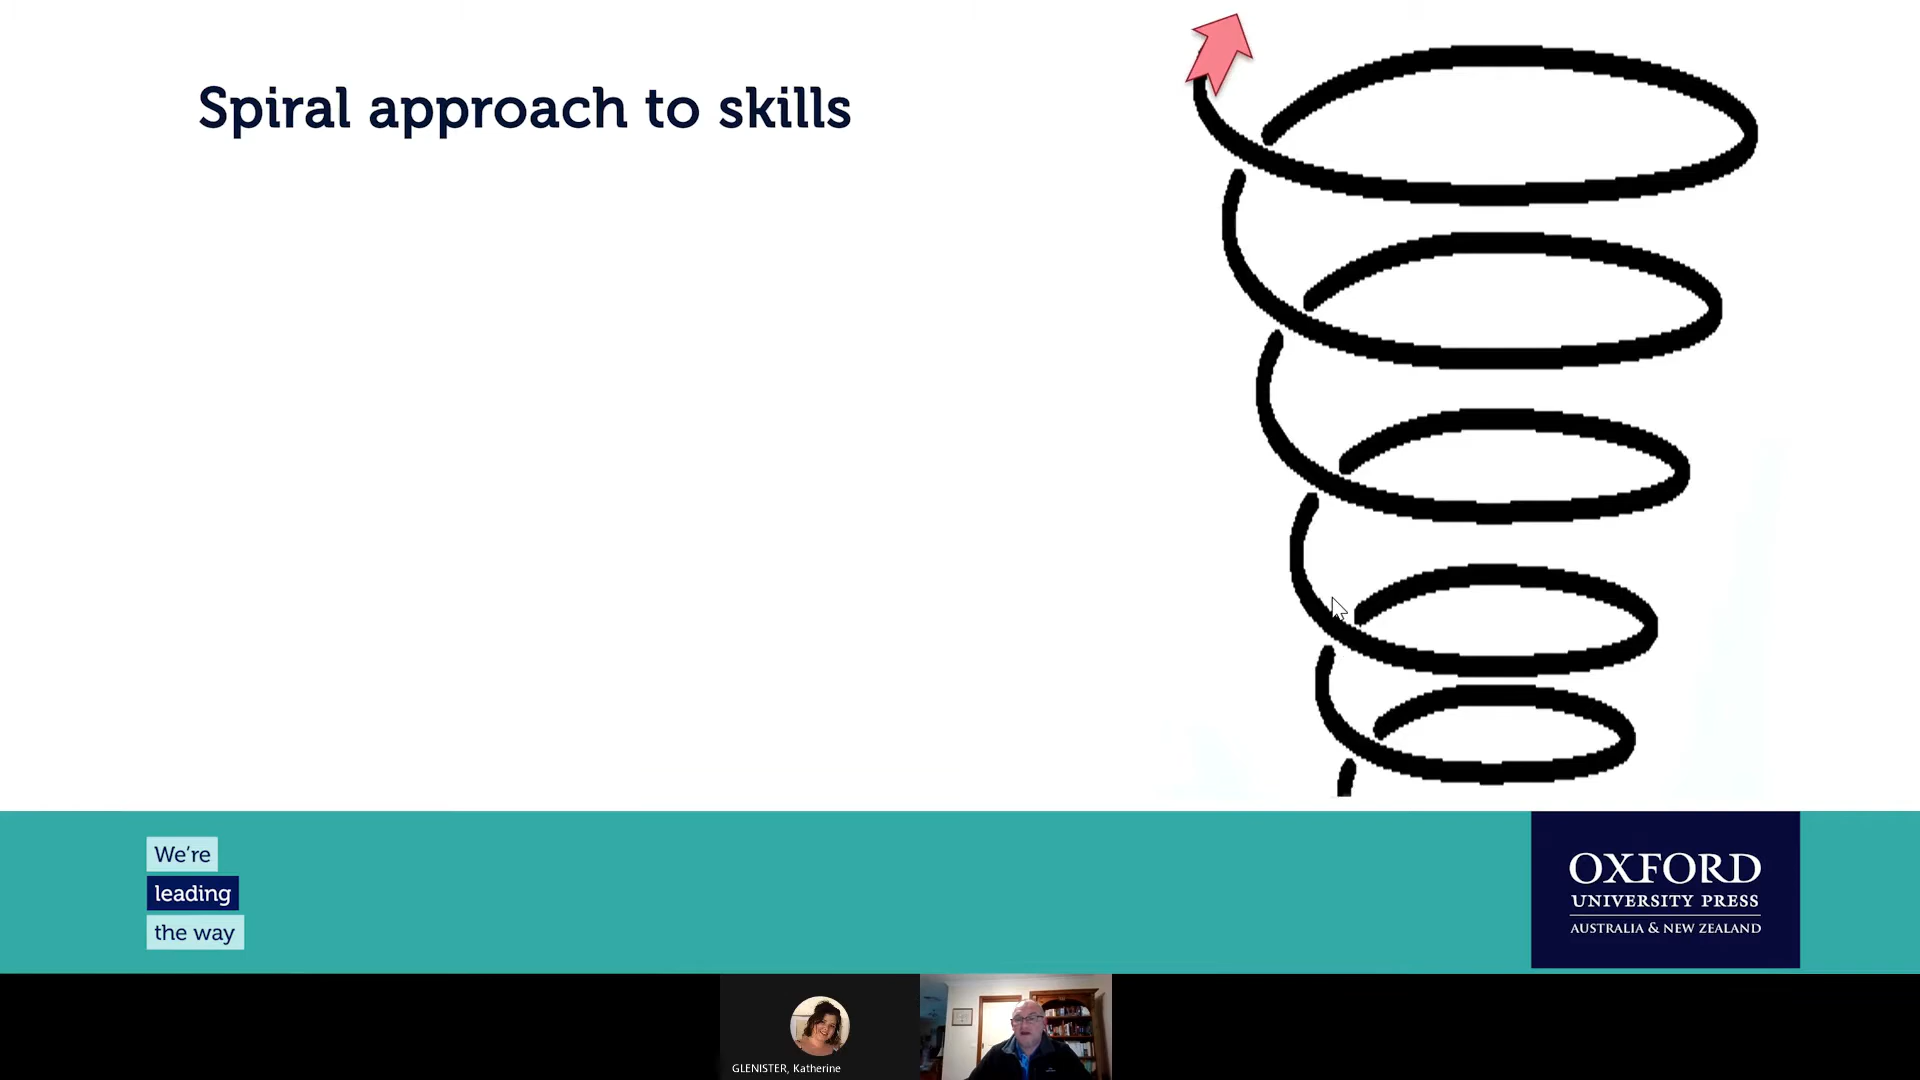 Spiral approach to skills
We're
leading
the way
OXFORD
UNIVERSITY PRESS
AUSTRALIA & NEW ZEALAND
GLENISTER, Katherine